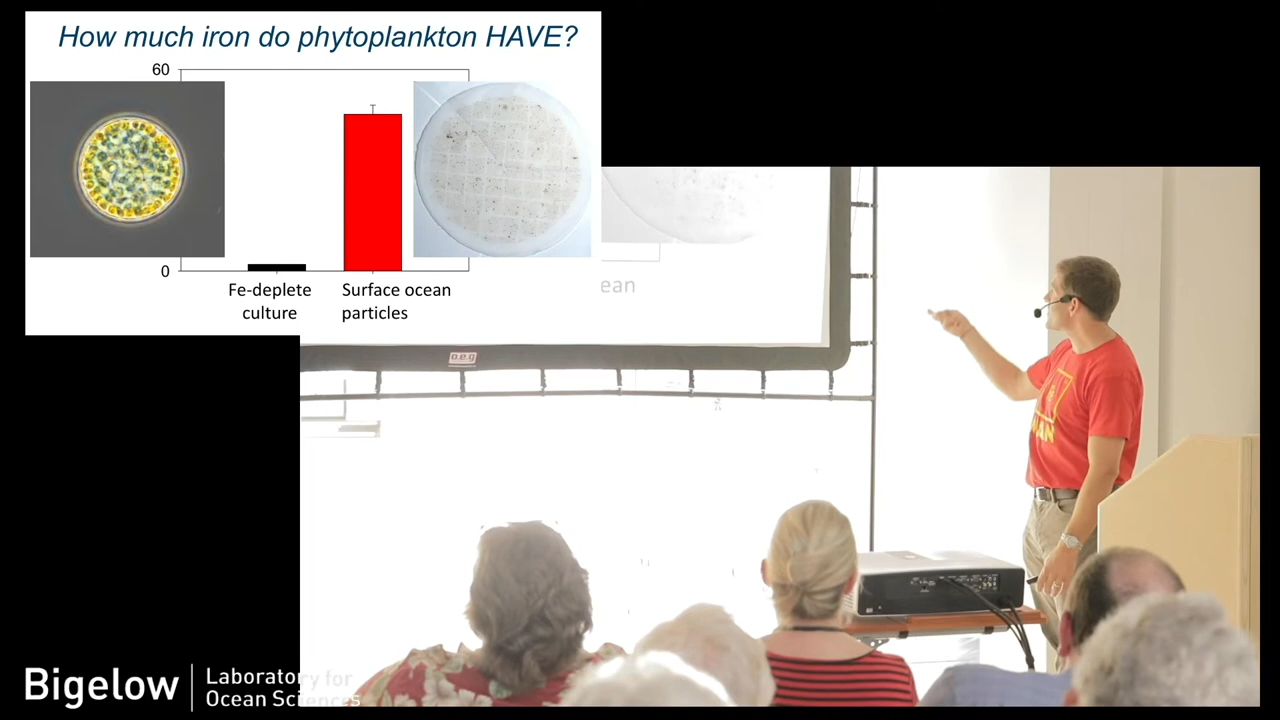 How much iron do phytoplankton HAVE?
60
0
Fe-deplete
culture
Surface ocean
particles
ean
o.e.g
AN
Bigelow
Laboratory for
Ocean Sciences